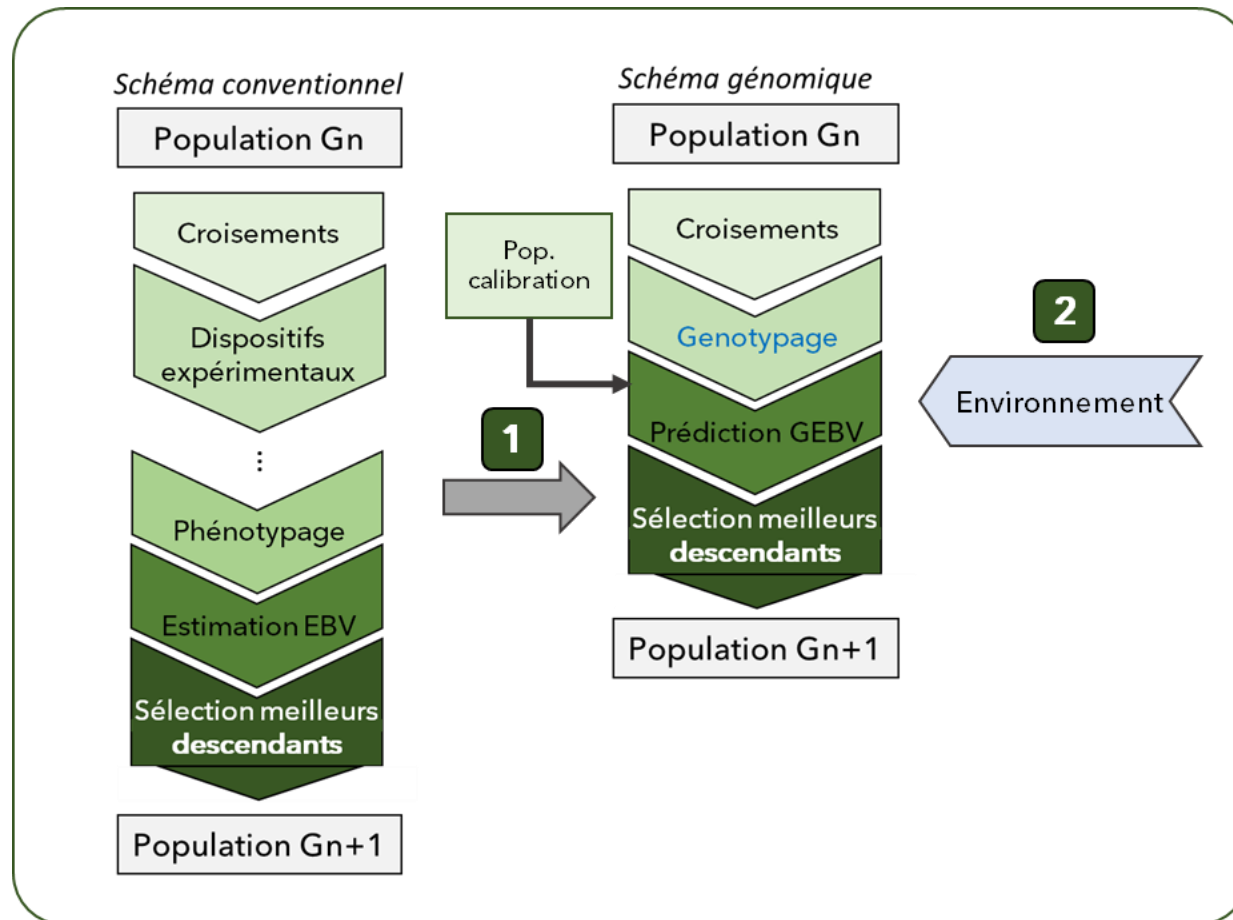 Schéma conventionnel
Population Gn
Croisements
Dispositifs
expérimentaux
...
Phénotypage
Estimation EBV
Sélection meilleurs
descendants
Population Gn+1
1
Schéma génomique
Population Gn
Pop.
calibration
Croisements
Genotypage
Prédiction GEBV
Sélection meilleurs
descendants
Population Gn+1
2
Environnement